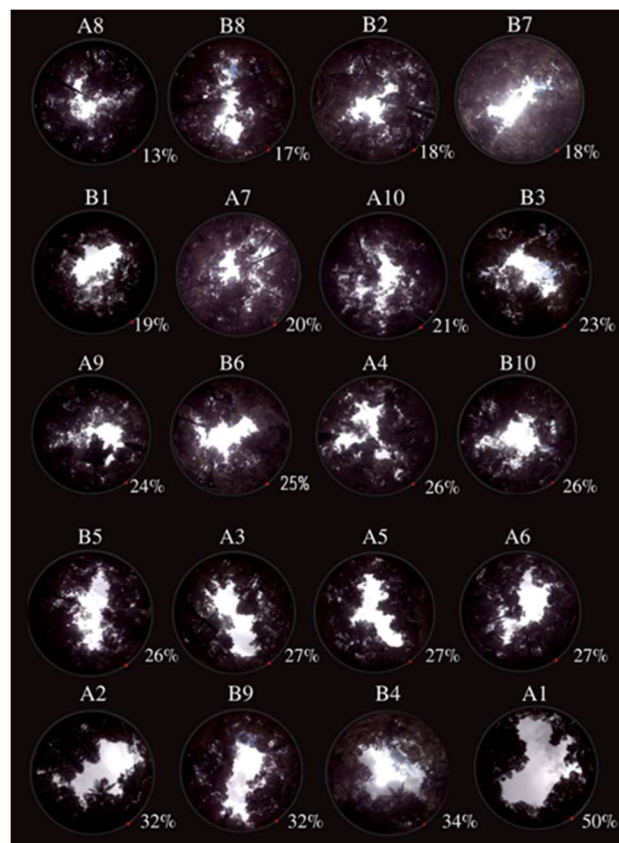 A8 B8 B2 B7
13% 17% 18% 18%
B1 A7 A10 B3
19% 20% 21% 23%
A9 B6 A4 B10
24% 25% 26% 26%
B5 A3 A5 A6
26% 27% 27% 27%
A2 B9 B4 A1
32% 32% 34% 50%